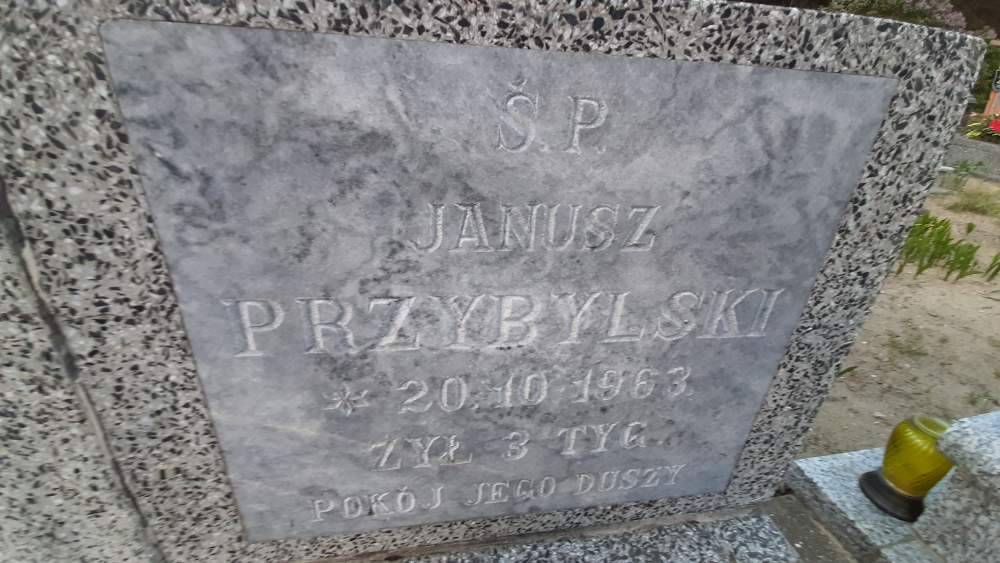 Ś.P.
JANUSZ
PRZYBYLSKI
* 20.10.1963.
ŻYŁ 3 TYG.
POKÓJ JEGO DUSZY